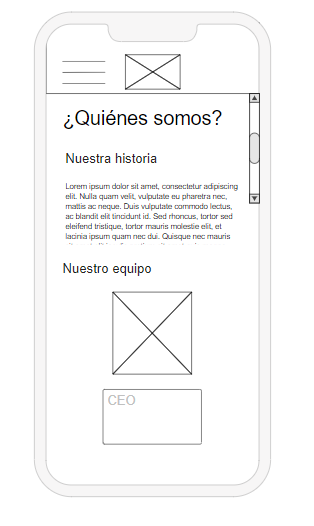 ¿Quiénes somos?
Nuestra historia
Lorem ipsum dolor sit amet, consectetur adipiscing
elit. Nulla quam velit, vulputate eu pharetra nec,
mattis ac neque. Duis vulputate commodo lectus,
ac blandit elit tincidunt id. Sed rhoncus, tortor sed
eleifend tristique, tortor mauris molestie elit, et
lacinia ipsum quam nec dui. Quisque nec mauris
Nuestro equipo
CEO